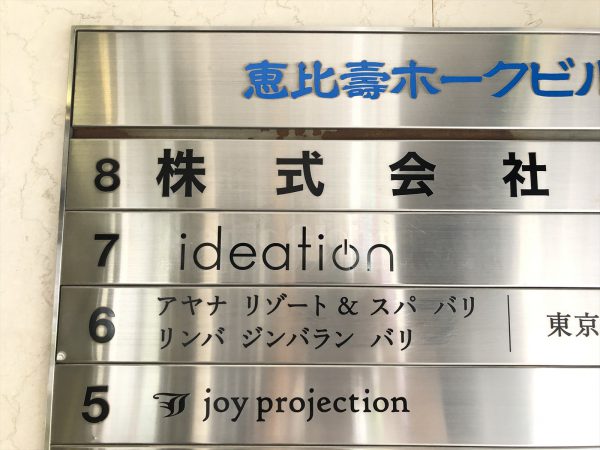 恵比壽ホークビル
8 株式会社
7 ideation
6 アヤナ リゾート & スパ バリ
リンバ ジンバラン バリ
東京
5 joy projection